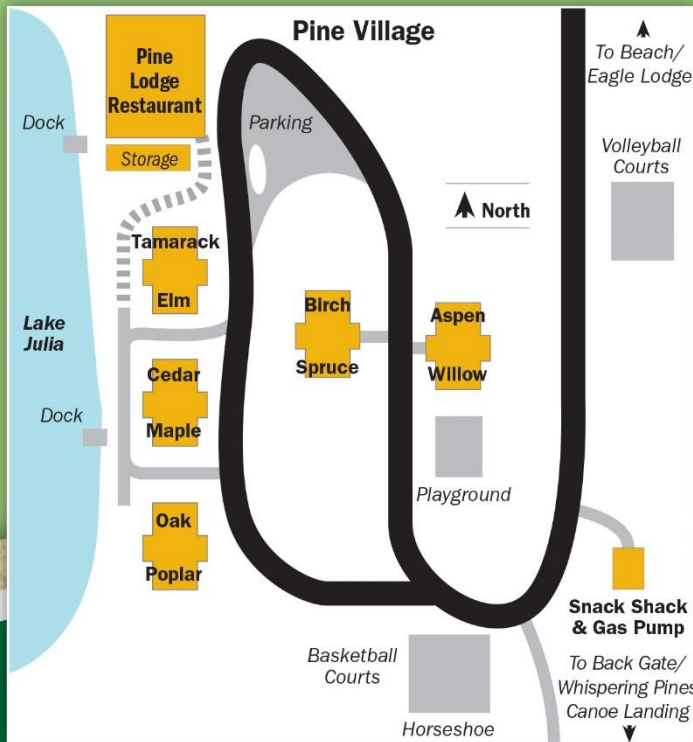 Pine Village
Pine
Lodge
Restaurant
Dock
Storage
Parking
To Beach/
Eagle Lodge
Volleyball
Courts
North
Tamarack
Elm
Birch
Spruce
Aspen
Willow
Lake
Julia
Cedar
Maple
Dock
Playground
Oak
Poplar
Snack Shack
& Gas Pump
Basketball
Courts
Horseshoe
To Back Gate/
Whispering Pines
Canoe Landing